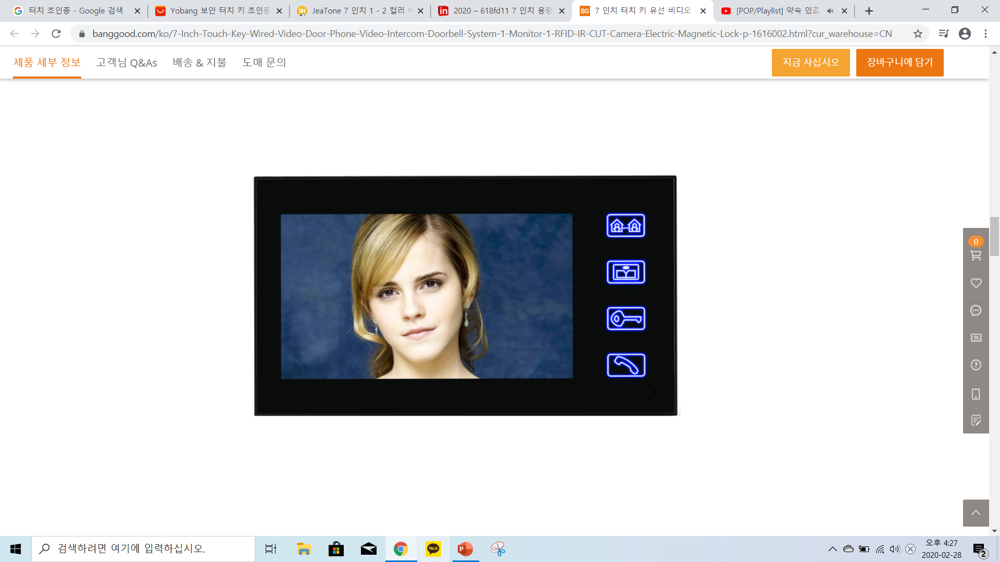 터치 초인종 - Google 검색
Yobang 보안 터치 키 초인종
JeaTone 7 인치 1 - 2 컬러
2020 – 618fd11 7 인치 용량
BG
7 인치 터치 키 유선 비디오
[POP/Playlist] 약속 있죠
banggood.com/ko/7-Inch-Touch-Key-Wired-Video-Door-Phone-Video-Intercom-Doorbell-System-1-Monitor-1-RFID-IR-CUT-Camera-Electric-Magnetic-Lock-p-1616002.html?cur_warehouse=CN
제품 세부 정보
고객님 Q&As
배송 & 지불
도매 문의
지금 사십시오
장바구니에 담기
0
검색하려면 여기에 입력하십시오.
TALK
오후 4:27
2020-02-28
2